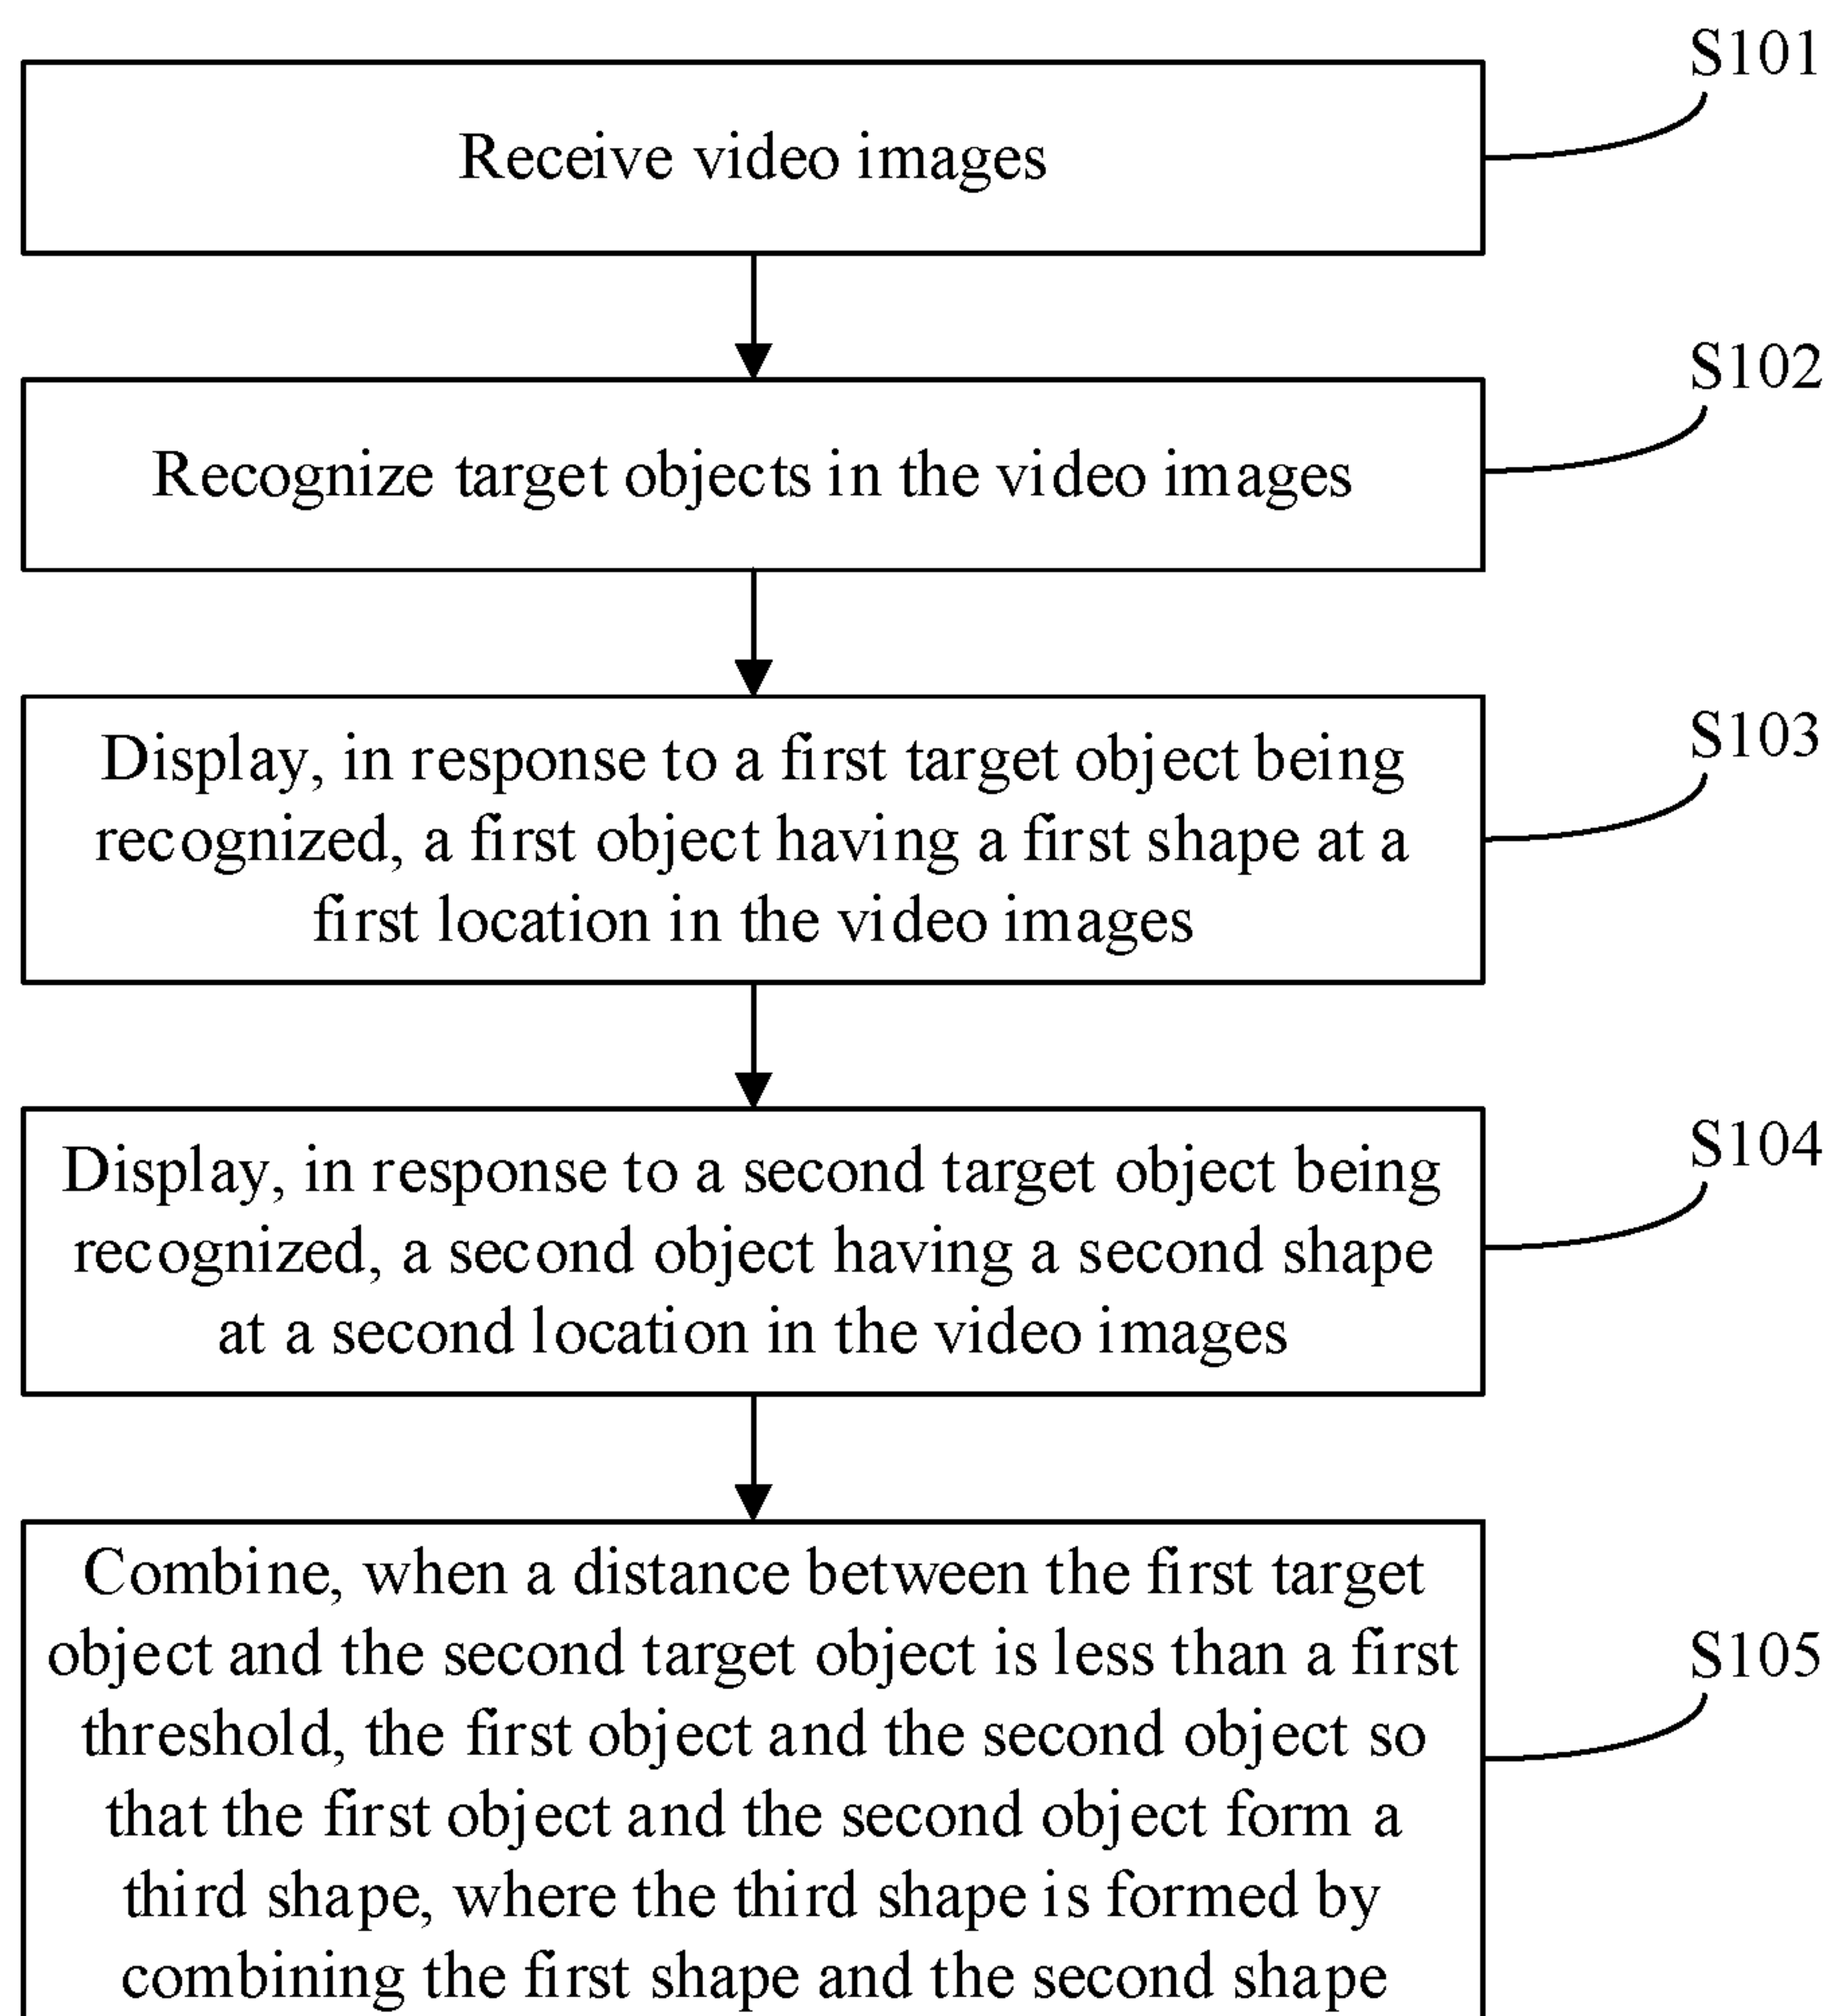 S101
Receive video images
S102
Recognize target objects in the video images
S103
Display, in response to a first target object being
recognized, a first object having a first shape at a
first location in the video images
S104
Display, in response to a second target object being
recognized, a second object having a second shape
at a second location in the video images
S105
Combine, when a distance between the first target
object and the second target object is less than a first
threshold, the first object and the second object so
that the first object and the second object form a
third shape, where the third shape is formed by
combining the first shape and the second shape